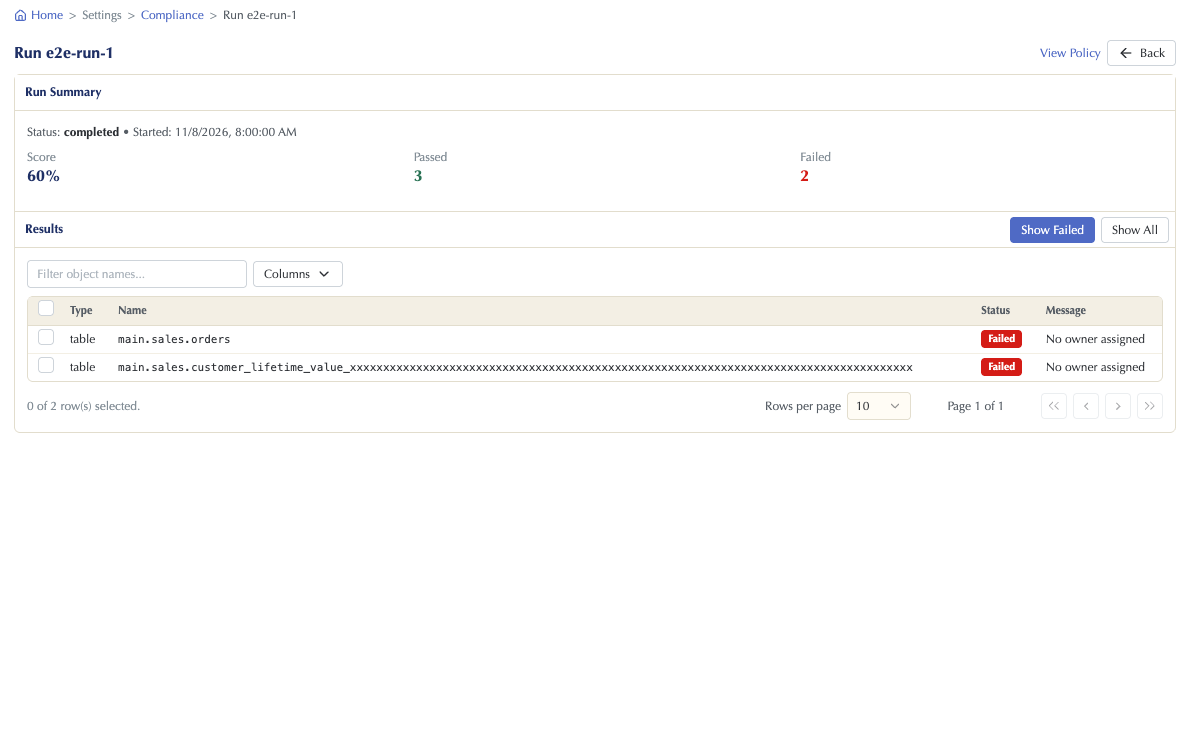 Home > Settings > Compliance > Run e2e-run-1
Run e2e-run-1
View Policy
Back
Run Summary
Status: completed • Started: 11/8/2026, 8:00:00 AM
Score Passed Failed
60% 3 2
Results
Show Failed
Show All
Filter object names...
Columns
Type Name Status Message
table main.sales.orders Failed No owner assigned
table main.sales.customer_lifetime_value_xxxxxxxxxxxxxxxxxxxxxxxxxxxxxxxxxxxxxxxxxxxxxxxxxxxxxxxxxxxxxxxxxxxxxxxxxxxxxxxxxxxxx Failed No owner assigned
0 of 2 row(s) selected.
Rows per page 10
Page 1 of 1